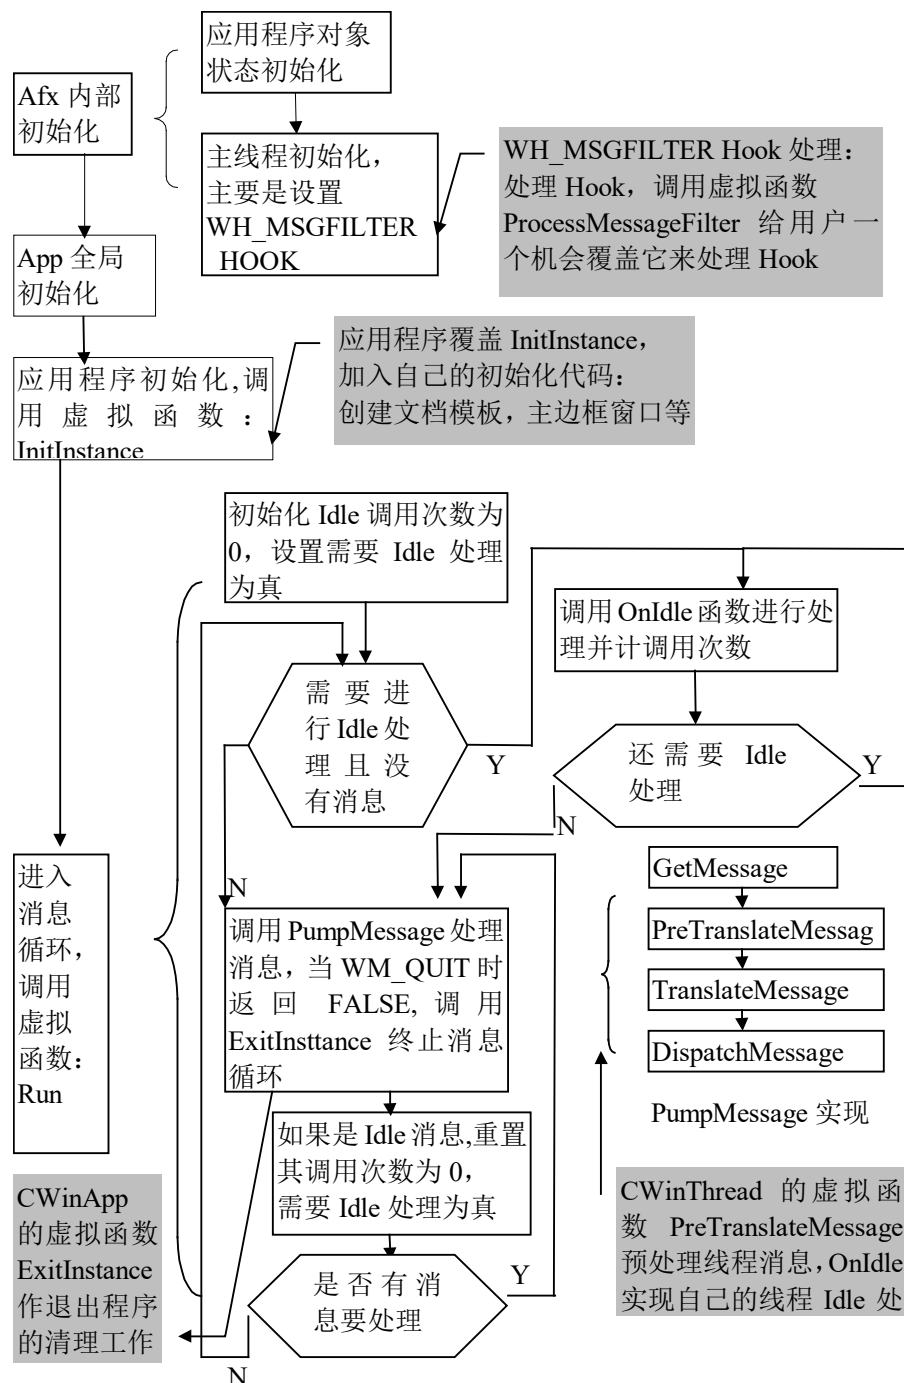 应用程序对象
状态初始化
Afx 内部
初始化
主线程初始化，
主要是设置
WH_MSGFILTER
_HOOK
WH_MSGFILTER Hook 处理：
处理 Hook，调用虚拟函数
ProcessMessageFilter 给用户一
个机会覆盖它来处理 Hook
App 全局
初始化
应用程序覆盖 InitInstance，
加入自己的初始化代码：
创建文档模板，主边框窗口等
应用程序初始化,调
用虚拟函数：
InitInstance
初始化 Idle 调用次数为
0，设置需要 Idle 处理
为真
调用 OnIdle 函数进行处
理并计调用次数
需要进
行 Idle 处
理且没
有消息
Y
还需要 Idle
处理
Y
N
N
进入
消息
循环，
调用
虚拟
函数：
Run
调用 PumpMessage 处理
消息，当 WM_QUIT 时
返回 FALSE, 调用
ExitInsttance 终止消息
循环
GetMessage
PreTranslateMessag
TranslateMessage
DispatchMessage
PumpMessage 实现
如果是 Idle 消息,重置
其调用次数为 0，
需要 Idle 处理为真
CWinApp
的虚拟函数
ExitInstance
作退出程序
的清理工作
CWinThread 的虚拟函
数 PreTranslateMessage
预处理线程消息，OnIdle
实现自己的线程 Idle 处
是否有消
息要处理
Y
N